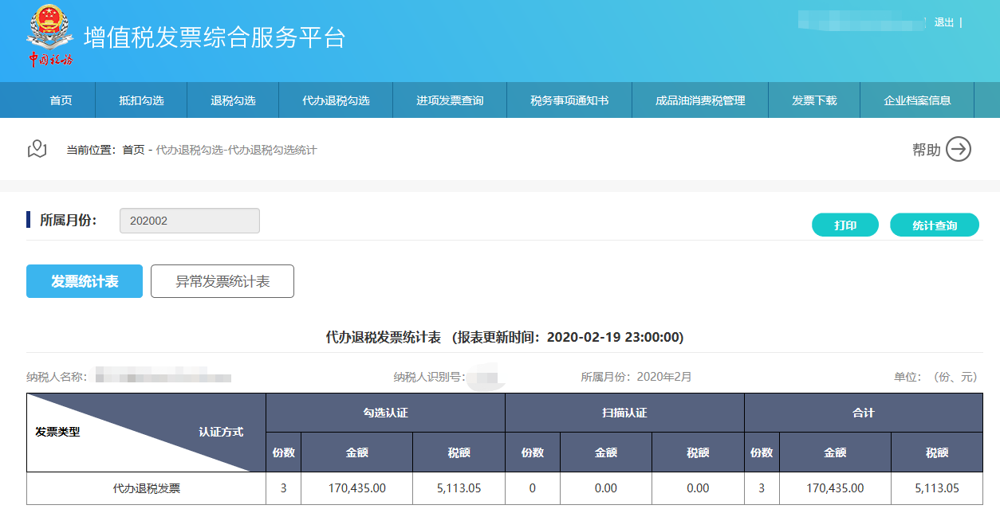 中国税务
增值税发票综合服务平台
退出 |
首页 抵扣勾选 退税勾选 代办退税勾选 进项发票查询 税务事项通知书 成品油消费税管理 发票下载 企业档案信息
当前位置：首页 - 代办退税勾选-代办退税勾选统计
帮助
所属月份： 202002
打印 统计查询
发票统计表 异常发票统计表
代办退税发票统计表 （报表更新时间：2020-02-19 23:00:00)
纳税人名称： 纳税人识别号： 所属月份：2020年2月 单位：（份、元）
发票类型 认证方式 勾选认证 扫描认证 合计
份数 金额 税额 份数 金额 税额 份数 金额 税额
代办退税发票 3 170,435.00 5,113.05 0 0.00 0.00 3 170,435.00 5,113.05